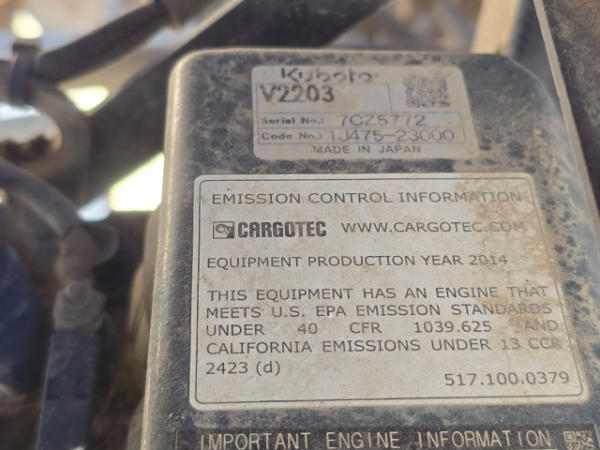 Kubota
V2203
Serial No.: 7CZ5772
Code No.: 1J475-23000
MADE IN JAPAN
EMISSION CONTROL INFORMATION
CARGOTEC WWW.CARGOTEC.COM
EQUIPMENT PRODUCTION YEAR 2014
THIS EQUIPMENT HAS AN ENGINE THAT
MEETS U.S. EPA EMISSION STANDARDS
UNDER 40 CFR 1039.625 AND
CALIFORNIA EMISSIONS UNDER 13 CCR
2423 (d)
517.100.0379
IMPORTANT ENGINE INFORMATION